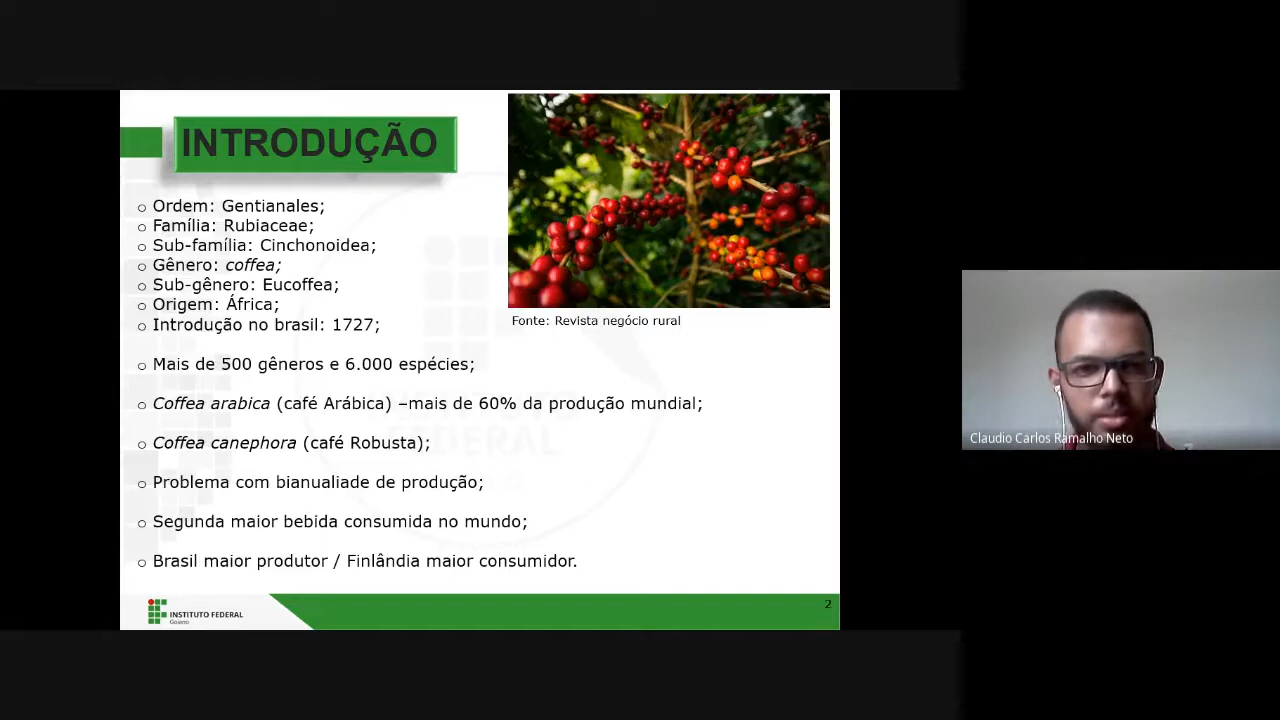 INTRODUÇÃO
o Ordem: Gentianales;
o Família: Rubiaceae;
o Sub-família: Cinchonoidea;
o Gênero: coffea;
o Sub-gênero: Eucoffea;
o Origem: África;
o Introdução no brasil: 1727;
Fonte: Revista negócio rural
o Mais de 500 gêneros e 6.000 espécies;
o Coffea arabica (café Arábica) –mais de 60% da produção mundial;
o Coffea canephora (café Robusta);
o Problema com bianualiade de produção;
o Segunda maior bebida consumida no mundo;
o Brasil maior produtor / Finlândia maior consumidor.
INSTITUTO FEDERAL
Goiano
2
Claudio Carlos Ramalho Neto